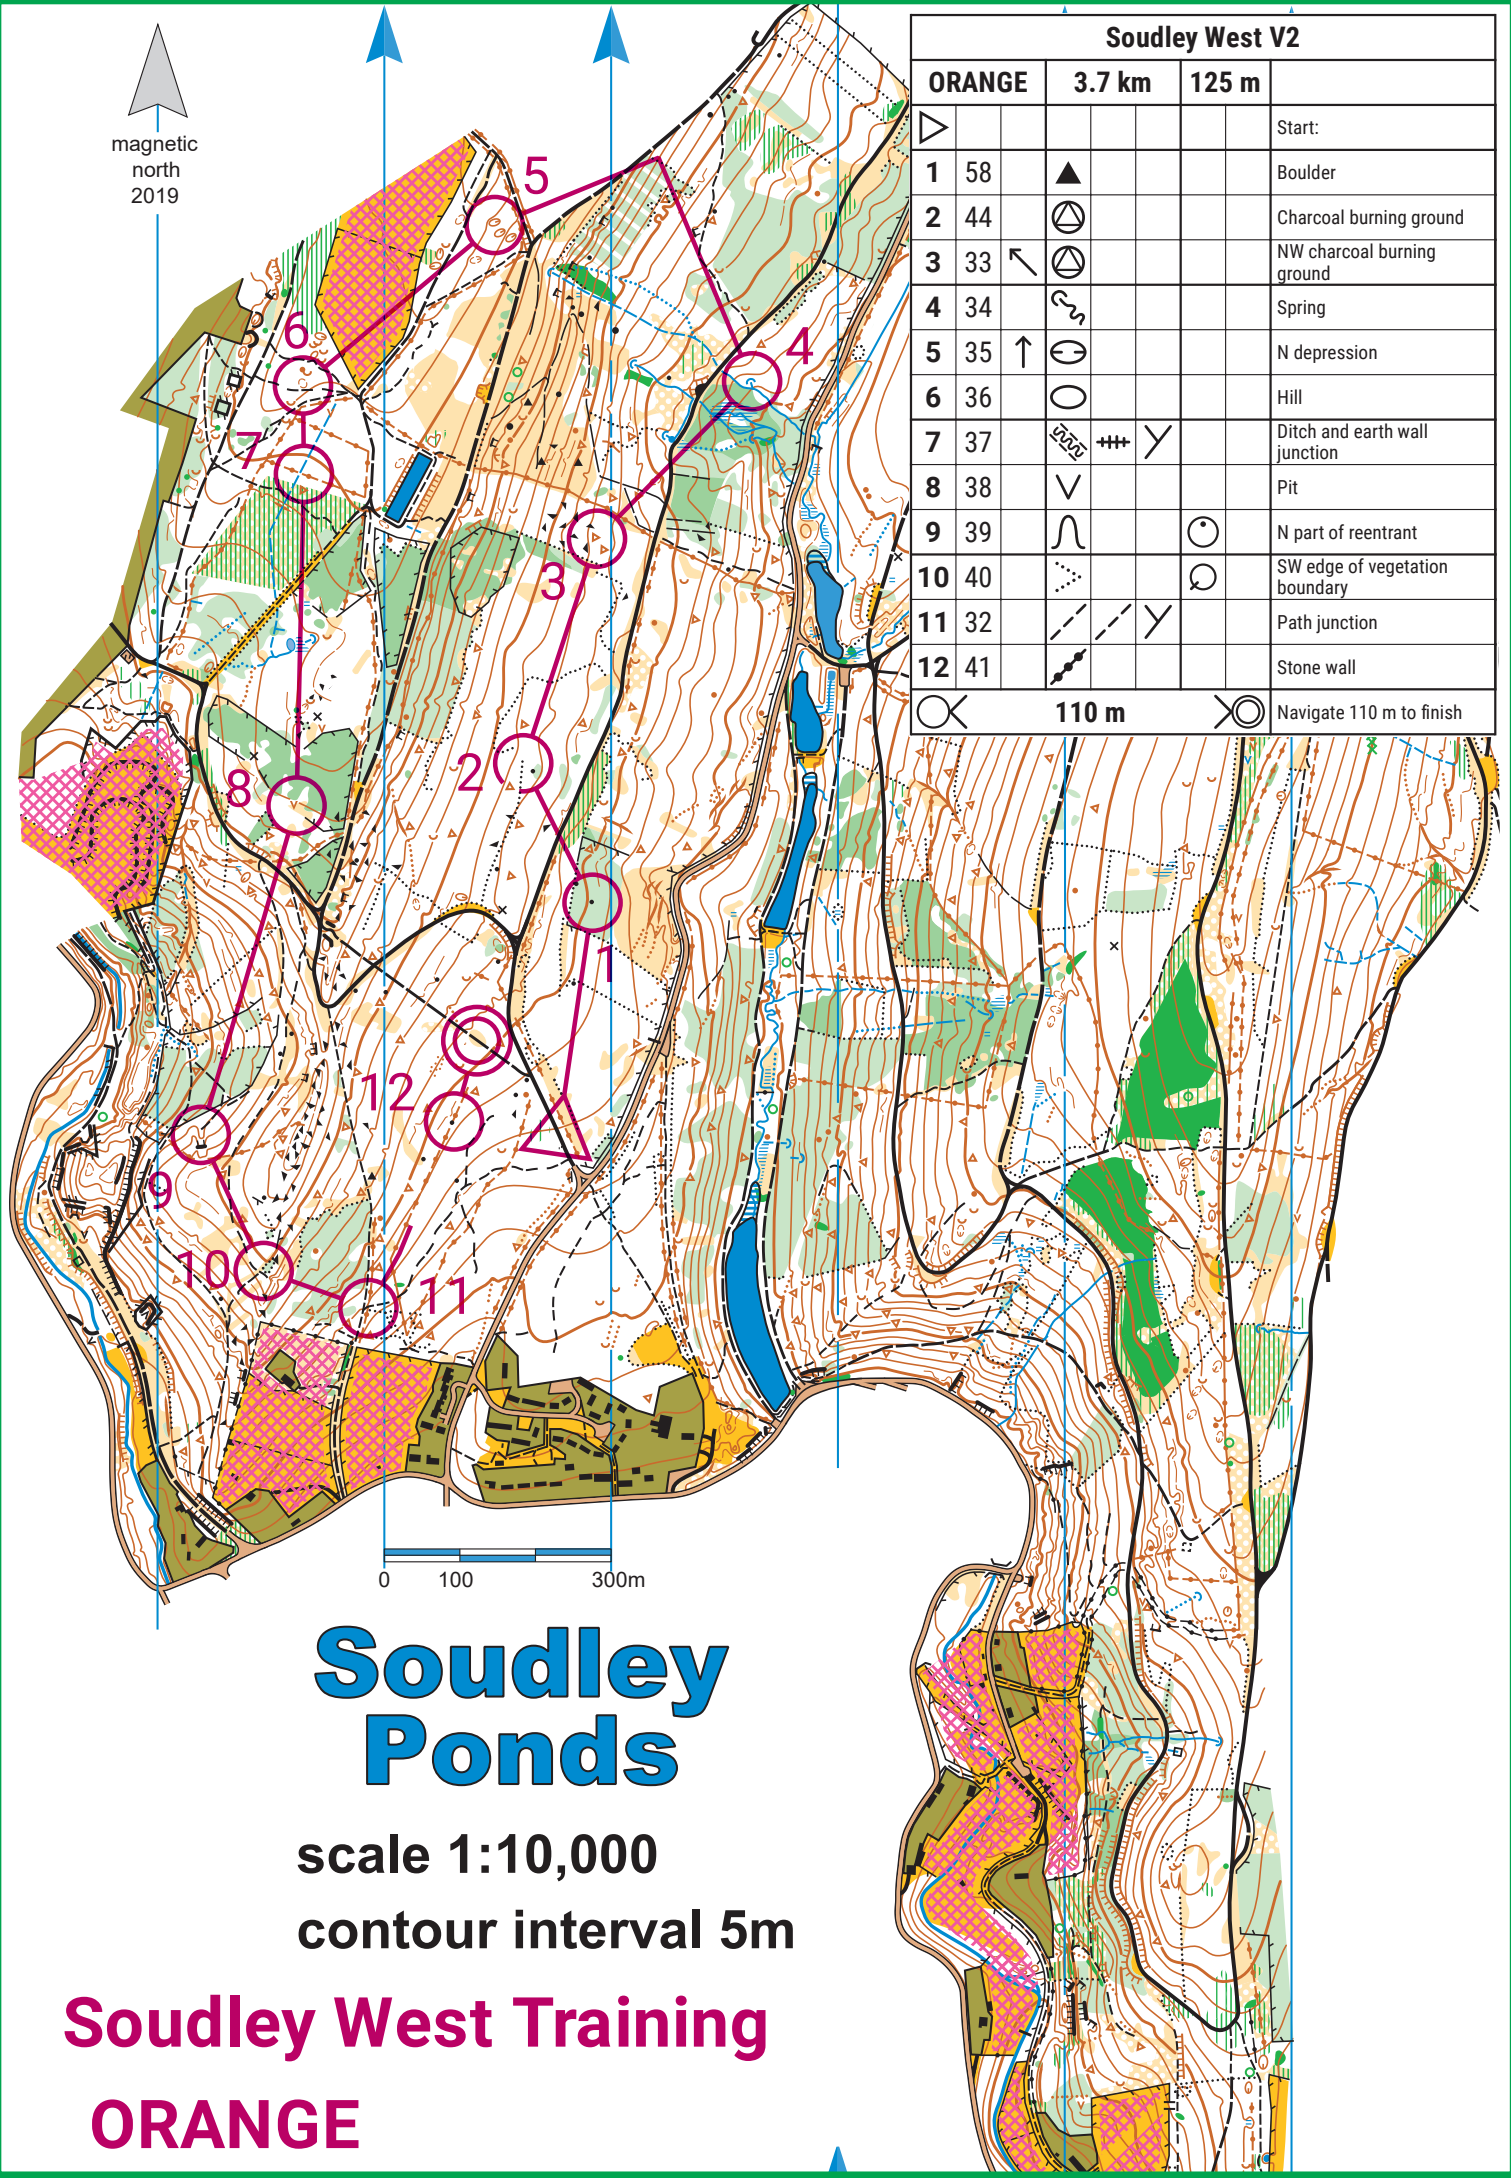 magnetic
north
2019
Soudley West V2
ORANGE 3.7 km 125 m
Start:
1 58 Boulder
2 44 Charcoal burning ground
3 33 NW charcoal burning
ground
4 34 Spring
5 35 N depression
6 36 Hill
7 37 Ditch and earth wall
junction
8 38 Pit
9 39 N part of reentrant
10 40 SW edge of vegetation
boundary
11 32 Path junction
12 41 Stone wall
110 m Navigate 110 m to finish
5
6
4
7
3
2
8
1
12
9
10
11
0 100 300m
Soudley
Ponds
scale 1:10,000
contour interval 5m
Soudley West Training
ORANGE